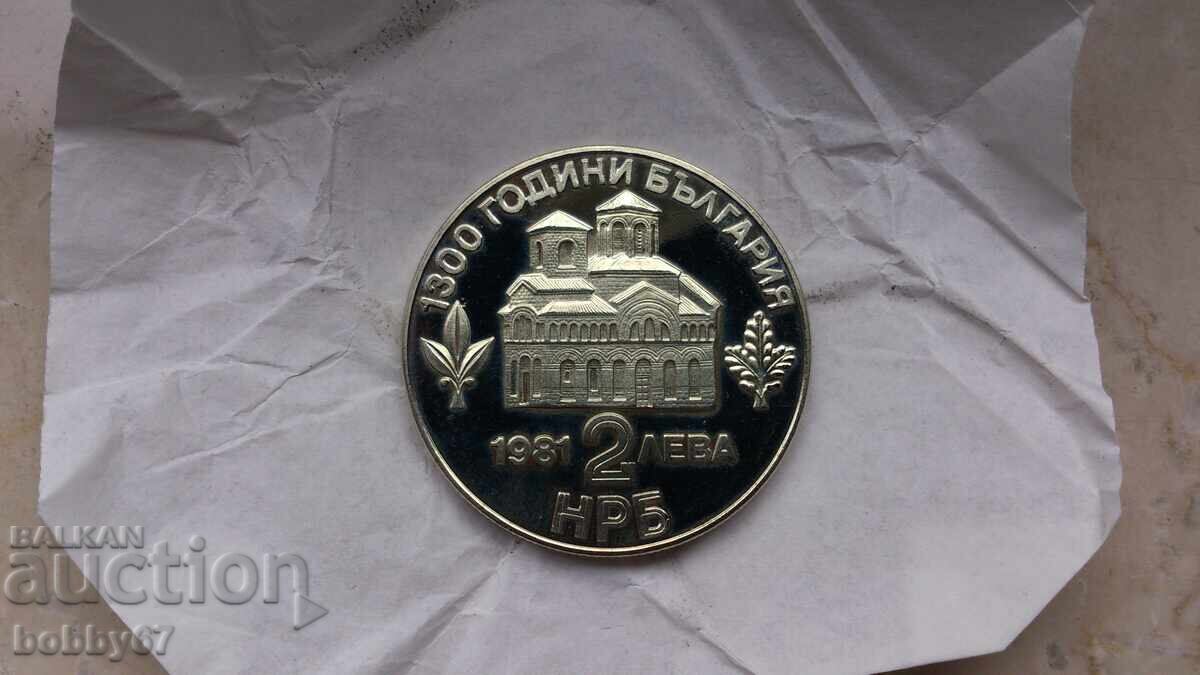 1300 ГОДИНИ БЪЛГАРИЯ
1981 2 ЛЕВА
НРБ
BALKAN
auction
bobby67